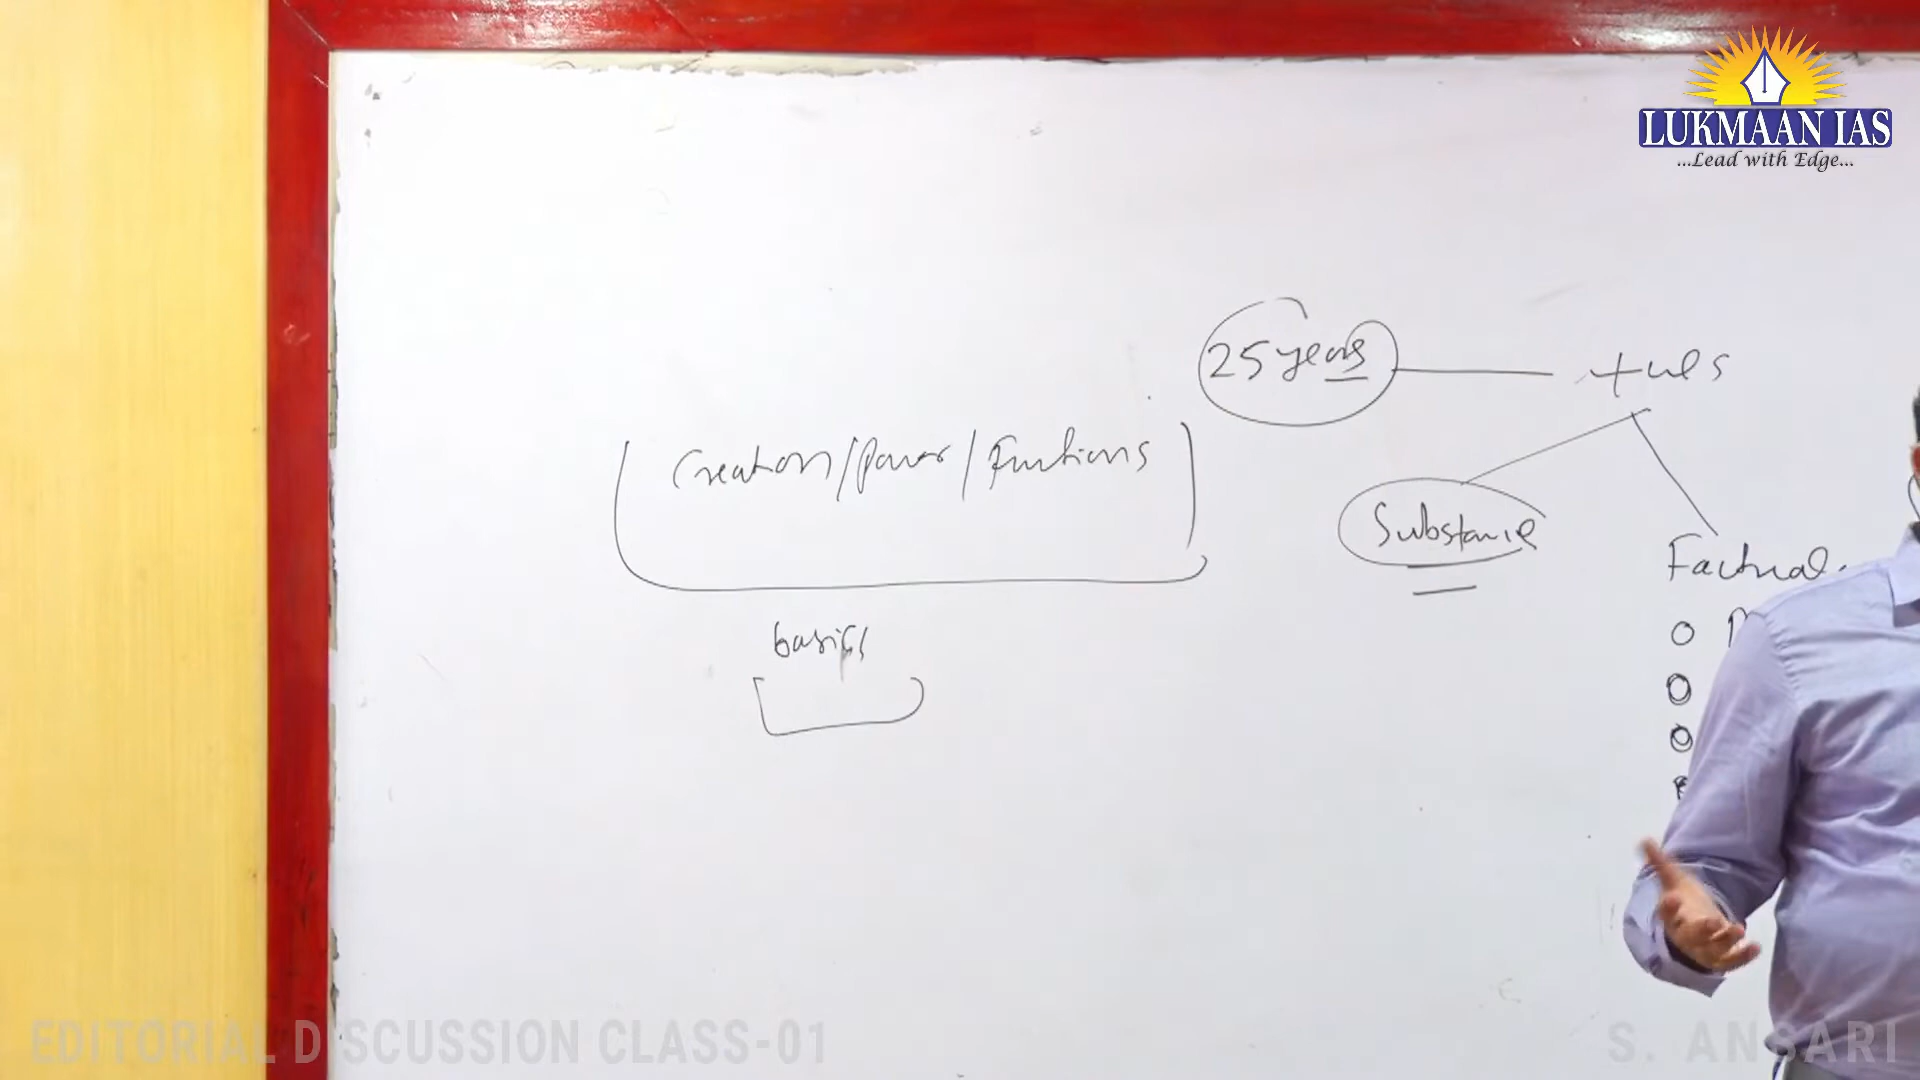 LUKMAAN IAS
...Lead with Edge...
25 years
+ves
Creation/Power/Functions
Substance
Factual.
basics
EDITORIAL DISCUSSION CLASS-01
S. ANSARI